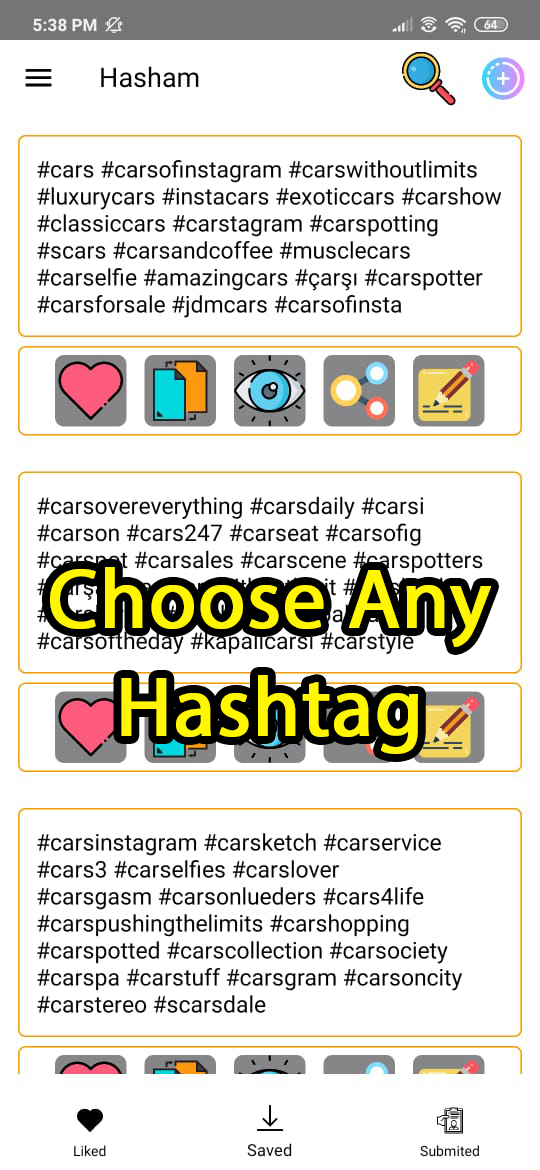 5:38 PM 64
Hasham
#cars #carsofinstagram #carswithoutlimits
#luxurycars #instacars #exoticcars #carshow
#classiccars #carstagram #carspotting
#scars #carsandcoffee #musclecars
#carselfie #amazingcars #çarşı #carspotter
#carsforsale #jdmcars #carsofinsta
#carsovereverything #carsdaily #carsi
#carson #cars247 #carseat #carsofig
#carspot #carsales #carscene #carspotters
Choose Any
#carsoftheday #kapalicarsi #carstyle
Hashtag
#carsinstagram #carsketch #carservice
#cars3 #carselfies #carslover
#carsgasm #carsonlueders #cars4life
#carspushingthelimits #carshopping
#carspotted #carscollection #carsociety
#carspa #carstuff #carsgram #carsoncity
#carstereo #scarsdale
Liked Saved Submited